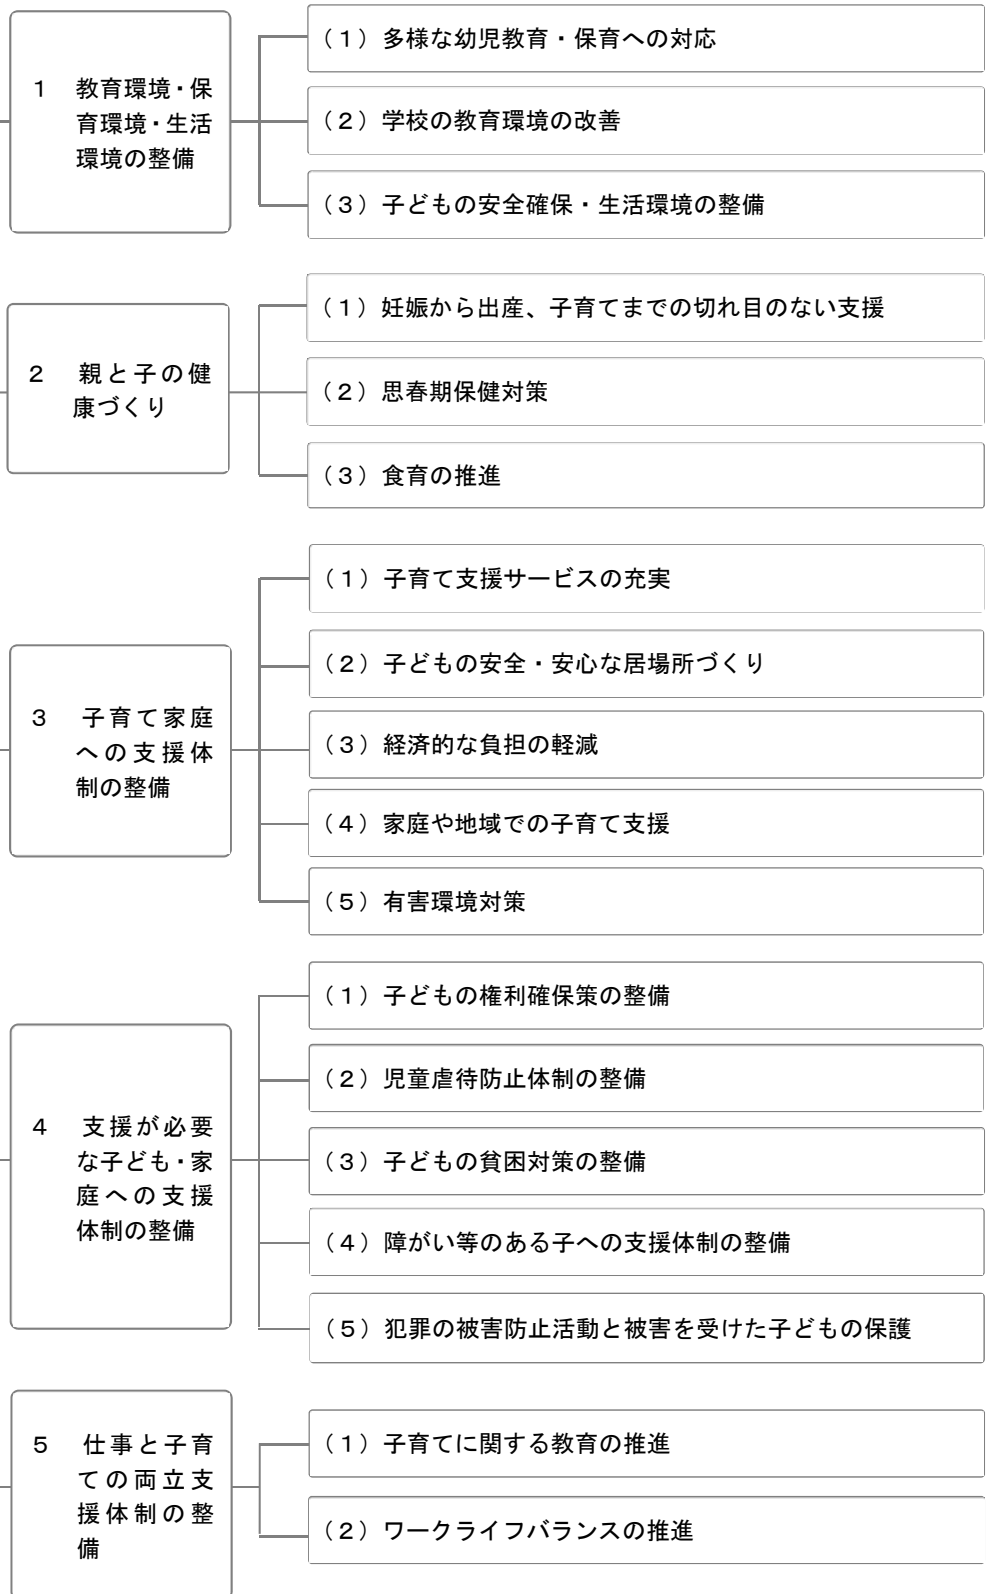 １　教育環境・保
育環境・生活
環境の整備
（１）多様な幼児教育・保育への対応
（２）学校の教育環境の改善
（３）子どもの安全確保・生活環境の整備
２　親と子の健
康づくり
（１）妊娠から出産、子育てまでの切れ目のない支援
（２）思春期保健対策
（３）食育の推進
３　子育て家庭
への支援体
制の整備
（１）子育て支援サービスの充実
（２）子どもの安全・安心な居場所づくり
（３）経済的な負担の軽減
（４）家庭や地域での子育て支援
（５）有害環境対策
４　支援が必要
な子ども・家
庭への支援
体制の整備
（１）子どもの権利確保策の整備
（２）児童虐待防止体制の整備
（３）子どもの貧困対策の整備
（４）障がい等のある子への支援体制の整備
（５）犯罪の被害防止活動と被害を受けた子どもの保護
５　仕事と子育
ての両立支
援体制の整
備
（１）子育てに関する教育の推進
（２）ワークライフバランスの推進